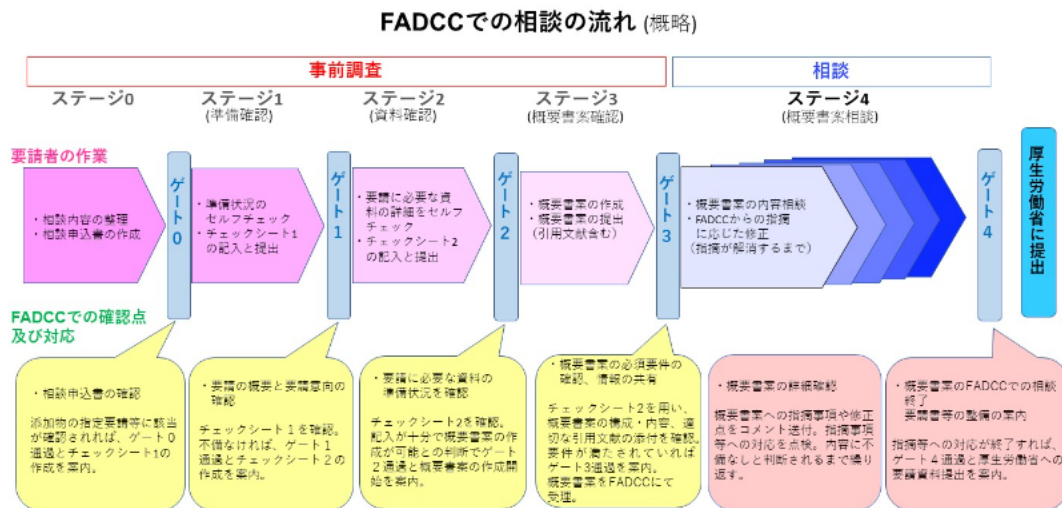 FADCCでの相談の流れ (概略)
事前調査
相談
ステージ0
ステージ1
(準備確認)
ステージ2
(資料確認)
ステージ3
(概要書案確認)
ステージ4
(概要書案相談)
要請者の作業
・相談内容の整理
・相談申込書の作成
ゲート0
・準備状況の
セルフチェック
・チェックシート1
の記入と提出
ゲート1
・要請に必要な資
料の詳細をセルフ
チェック
・チェックシート2
の記入と提出
ゲート2
・概要書案の作成
・概要書案の提出
(引用文献含む)
ゲート3
・概要書案の内容相談
・FADCCからの指摘
に応じた修正
(指摘が解消するまで)
ゲート4
厚生労働省に提出
FADCCでの確認点
及び対応
・相談申込書の確認
添加物の指定要請等に該当
が確認されれば、ゲート0
通過とチェックシート1の
作成を案内。
・要請の概要と要請意向の
確認
チェックシート1を確認。
不備なければ、ゲート1
通過とチェックシート2の
作成を案内。
・要請に必要な資料の
準備状況を確認
チェックシート2を確認。
記入が十分で概要書案の作
成が可能との判断でゲート
2通過と概要書案の作成開
始を案内。
・概要書案の必須要件の
確認、情報の共有
チェックシート2を用い、
概要書案の構成・内容、適
切な引用文献の添付を確認。
要件が満たされていれば
ゲート3通過を案内。
概要書案をFADCCにて
受理。
・概要書案の詳細確認
概要書案への指摘事項や修正
点をコメント送付。指摘事項
等への対応を点検。内容に不
備なしと判断されるまで繰り
返す。
・概要書案のFADCCでの相談
終了
要請書等の整備の案内
指摘等への対応が終了すれば、
ゲート4通過と厚生労働省への
要請資料提出を案内。